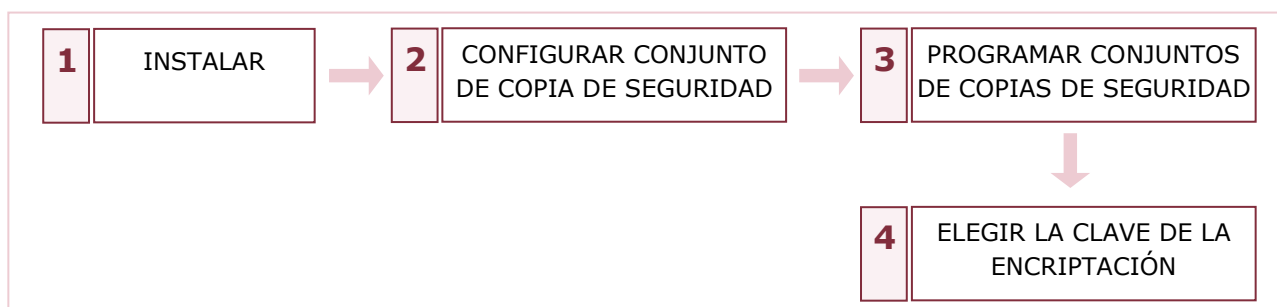 1
INSTALAR
2
CONFIGURAR CONJUNTO
DE COPIA DE SEGURIDAD
3
PROGRAMAR CONJUNTOS
DE COPIAS DE SEGURIDAD
4
ELEGIR LA CLAVE DE LA
ENCRIPTACIÓN